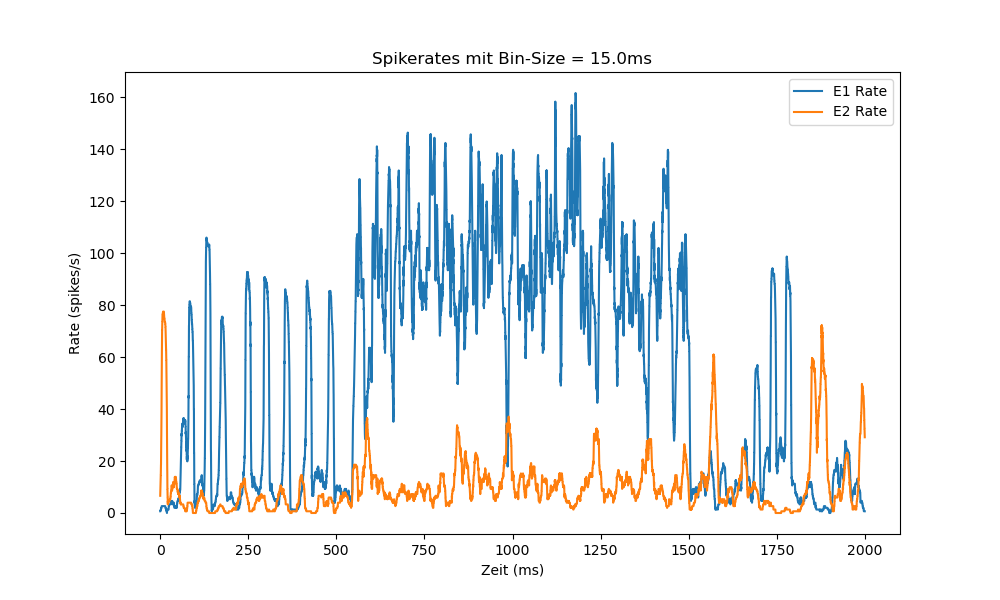 Spikerates mit Bin-Size = 15.0ms
E1 Rate
E2 Rate
160
140
120
100
80
60
40
20
0
Rate (spikes/s)
0 250 500 750 1000 1250 1500 1750 2000
Zeit (ms)